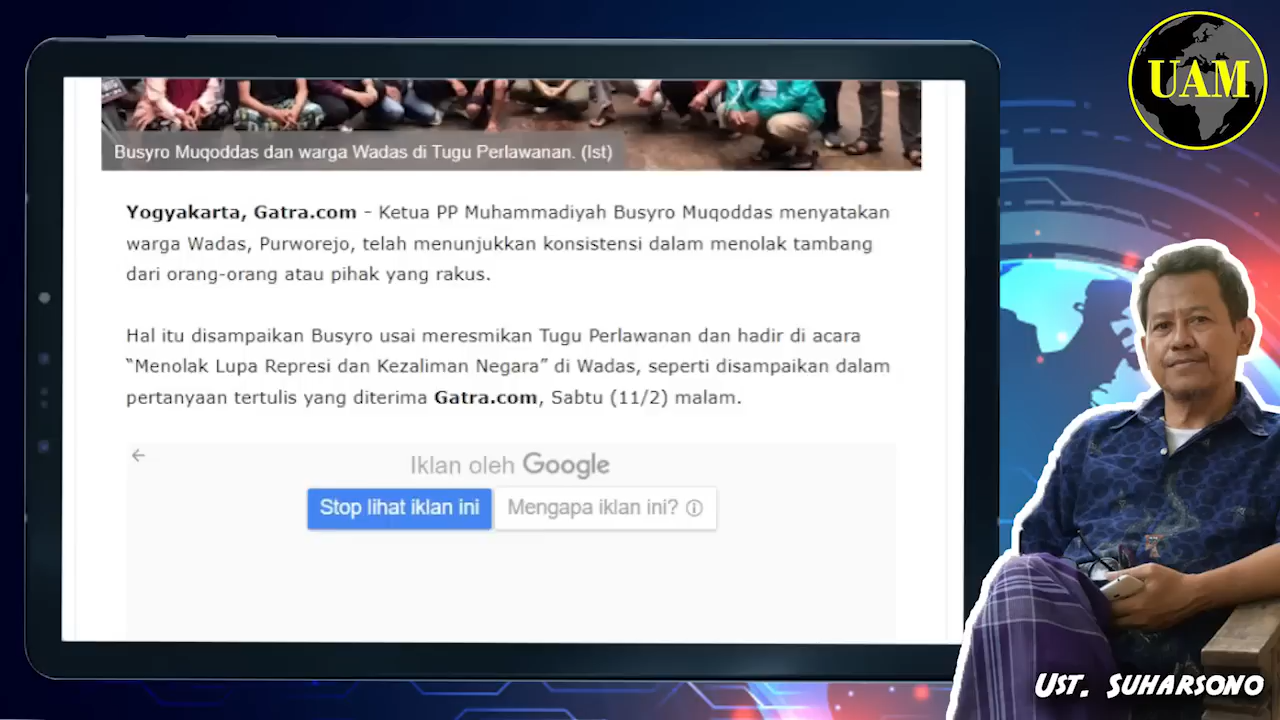 UAM
Busyro Muqoddas dan warga Wadas di Tugu Perlawanan. (Ist)
Yogyakarta, Gatra.com - Ketua PP Muhammadiyah Busyro Muqoddas menyatakan
warga Wadas, Purworejo, telah menunjukkan konsistensi dalam menolak tambang
dari orang-orang atau pihak yang rakus.
Hal itu disampaikan Busyro usai meresmikan Tugu Perlawanan dan hadir di acara
“Menolak Lupa Represi dan Kezaliman Negara” di Wadas, seperti disampaikan dalam
pertanyaan tertulis yang diterima Gatra.com, Sabtu (11/2) malam.
Iklan oleh Google
Stop lihat iklan ini
Mengapa iklan ini?
Ust. Suharsono